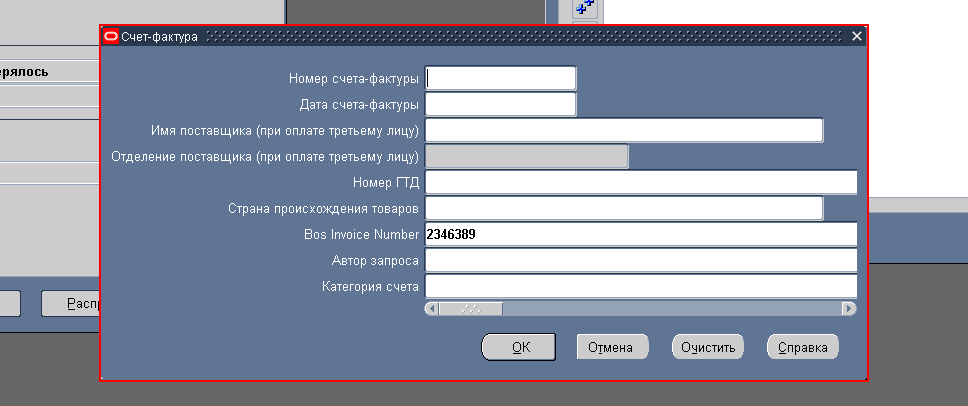 Счет-фактура
ерялось
Номер счета-фактуры
Дата счета-фактуры
Имя поставщика (при оплате третьему лицу)
Отделение поставщика (при оплате третьему лицу)
Номер ГТД
Страна происхождения товаров
Bos Invoice Number 2346389
Автор запроса
Категория счета
Распр
OK Отмена Очистить Справка